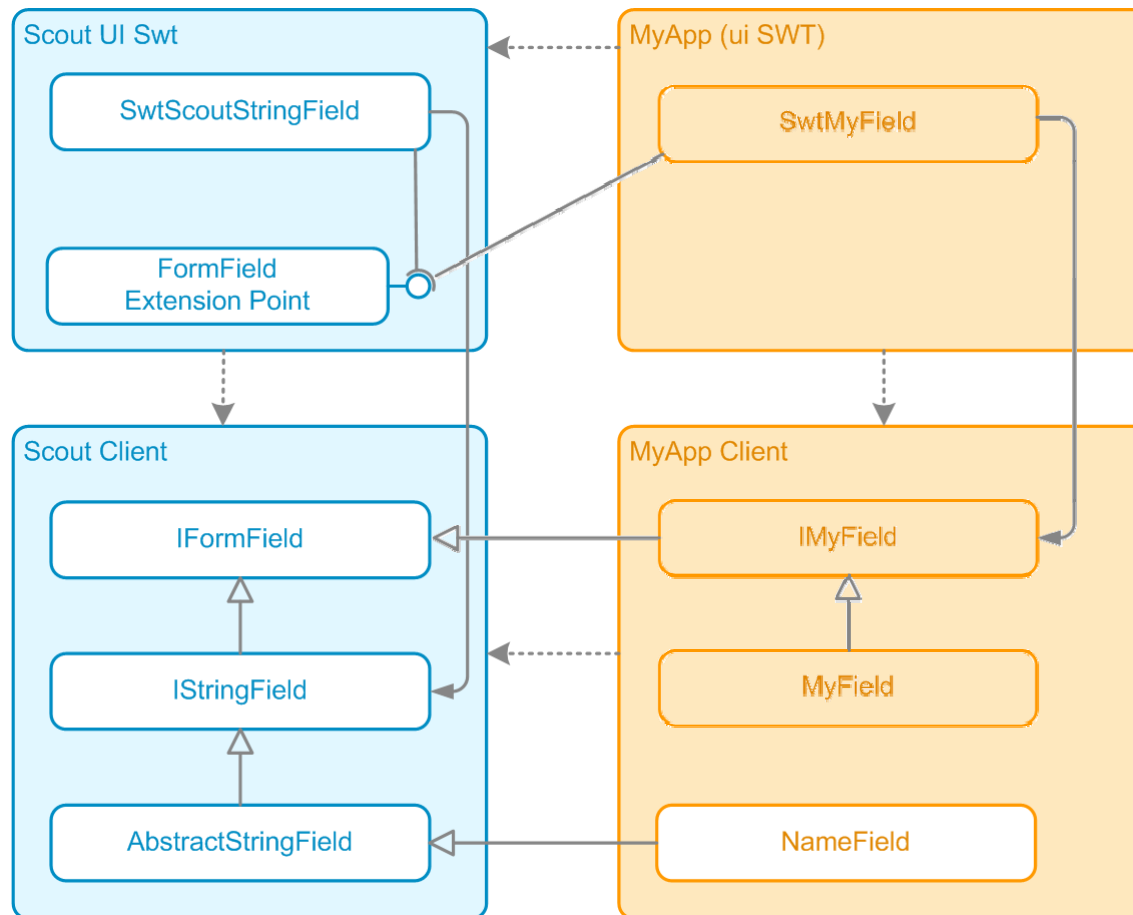 Scout UI Swt
SwtScoutStringField
FormField
Extension Point
MyApp (ui SWT)
SwtMyField
Scout Client
IFormField
IStringField
AbstractStringField
MyApp Client
IMyField
MyField
NameField